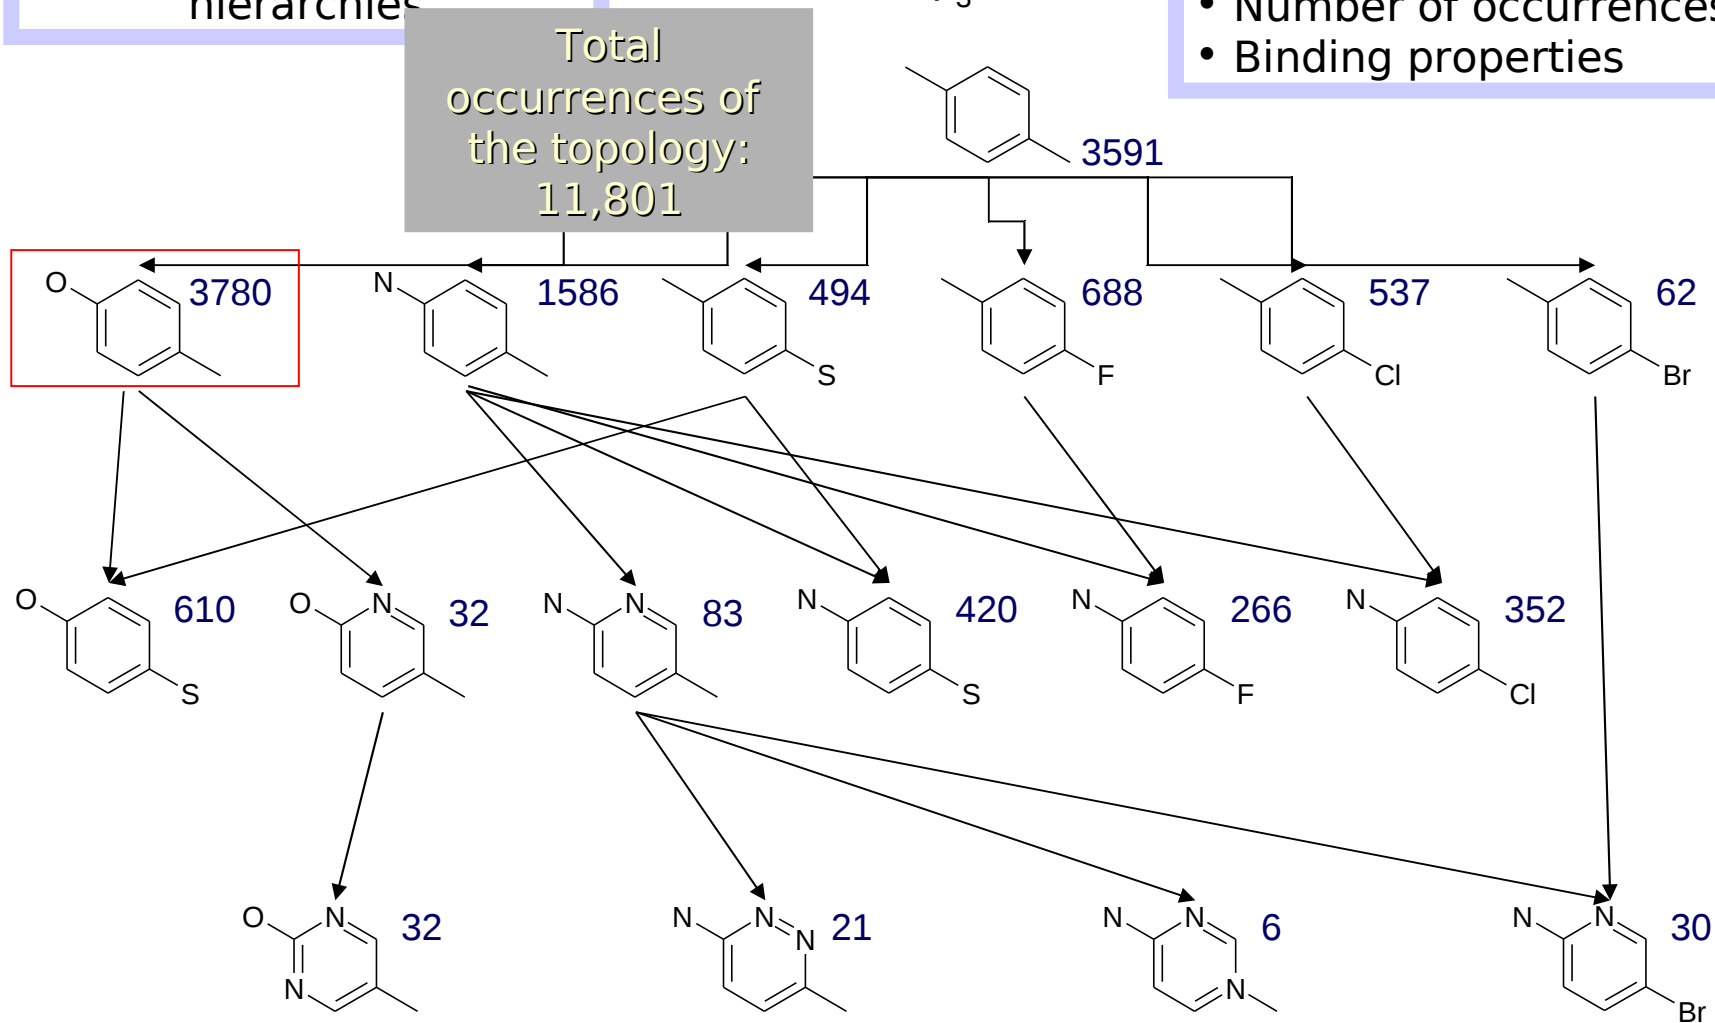 hierarchies
3
• Number of occurrences
• Binding properties
Total
occurrences of
the topology:
11,801
3591
O 3780
N 1586
494
S
688
F
537
Cl
62
Br
O 610
S
O N 32
N N 83
N 420
S
N 266
F
N 352
Cl
O N 32
N
N N 21
N
N N 6
N
N N 30
Br